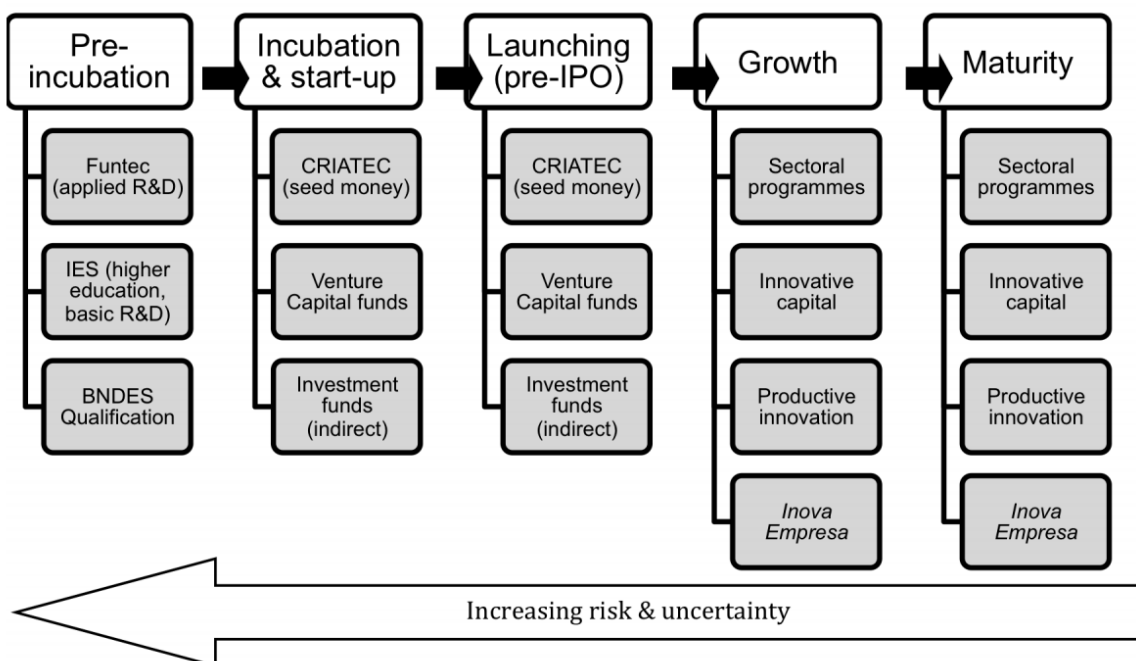 Pre-
incubation
Incubation
& start-up
Launching
(pre-IPO)
Growth
Maturity
Funtec
(applied R&D)
IES (higher
education,
basic R&D)
BNDES
Qualification
CRIATEC
(seed money)
Venture
Capital funds
Investment
funds
(indirect)
CRIATEC
(seed money)
Venture
Capital funds
Investment
funds
(indirect)
Sectoral
programmes
Innovative
capital
Productive
innovation
Inova
Empresa
Sectoral
programmes
Innovative
capital
Productive
innovation
Inova
Empresa
Increasing risk & uncertainty